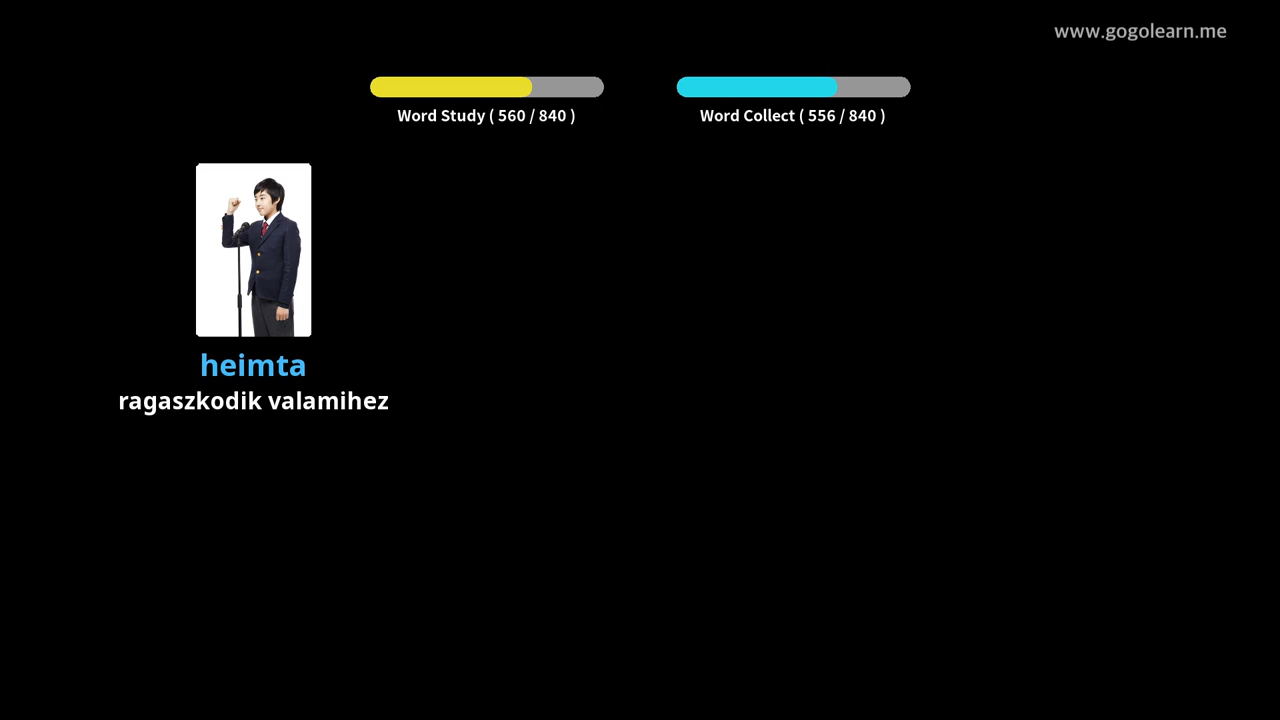 www.gogolearn.me
Word Study ( 560 / 840 )
Word Collect ( 556 / 840 )
heimta
ragaszkodik valamihez